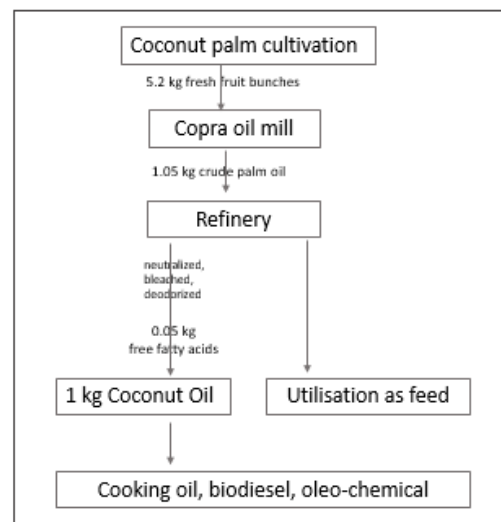 Coconut palm cultivation
5.2 kg fresh fruit bunches
Copra oil mill
1.05 kg crude palm oil
Refinery
neutralized,
bleached,
deodorized
0.05 kg
free fatty acids
1 kg Coconut Oil
Utilisation as feed
Cooking oil, biodiesel, oleo-chemical